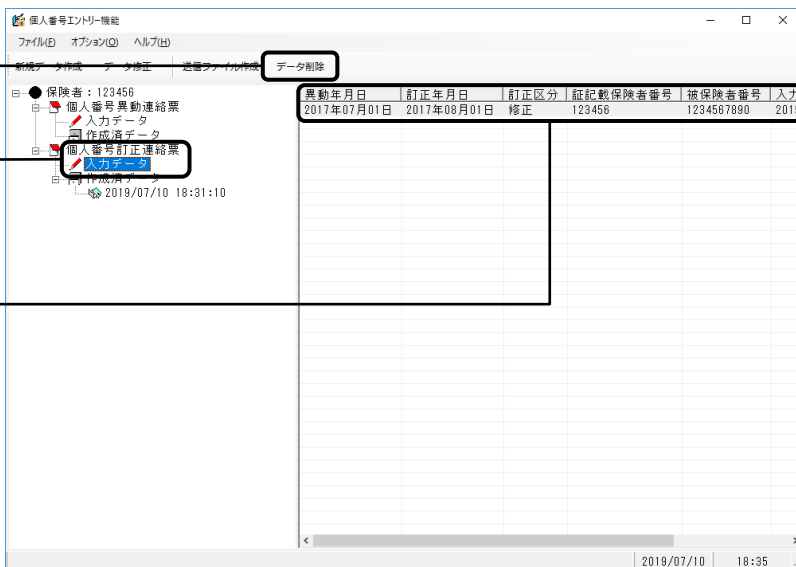 個人番号エントリー機能
ファイル(F) オプション(O) ヘルプ(H)
新規データ作成 データ修正 送信ファイル作成 データ削除
保険者：123456
個人番号異動連絡票
入力データ
作成済データ
個人番号訂正連絡票
入力データ
作成済データ
2019/07/10 18:31:10
異動年月日 訂正年月日 訂正区分 証記載保険者番号 被保険者番号 入力
2017年07月01日 2017年08月01日 修正 123456 1234567890 201
2019/07/10 18:35